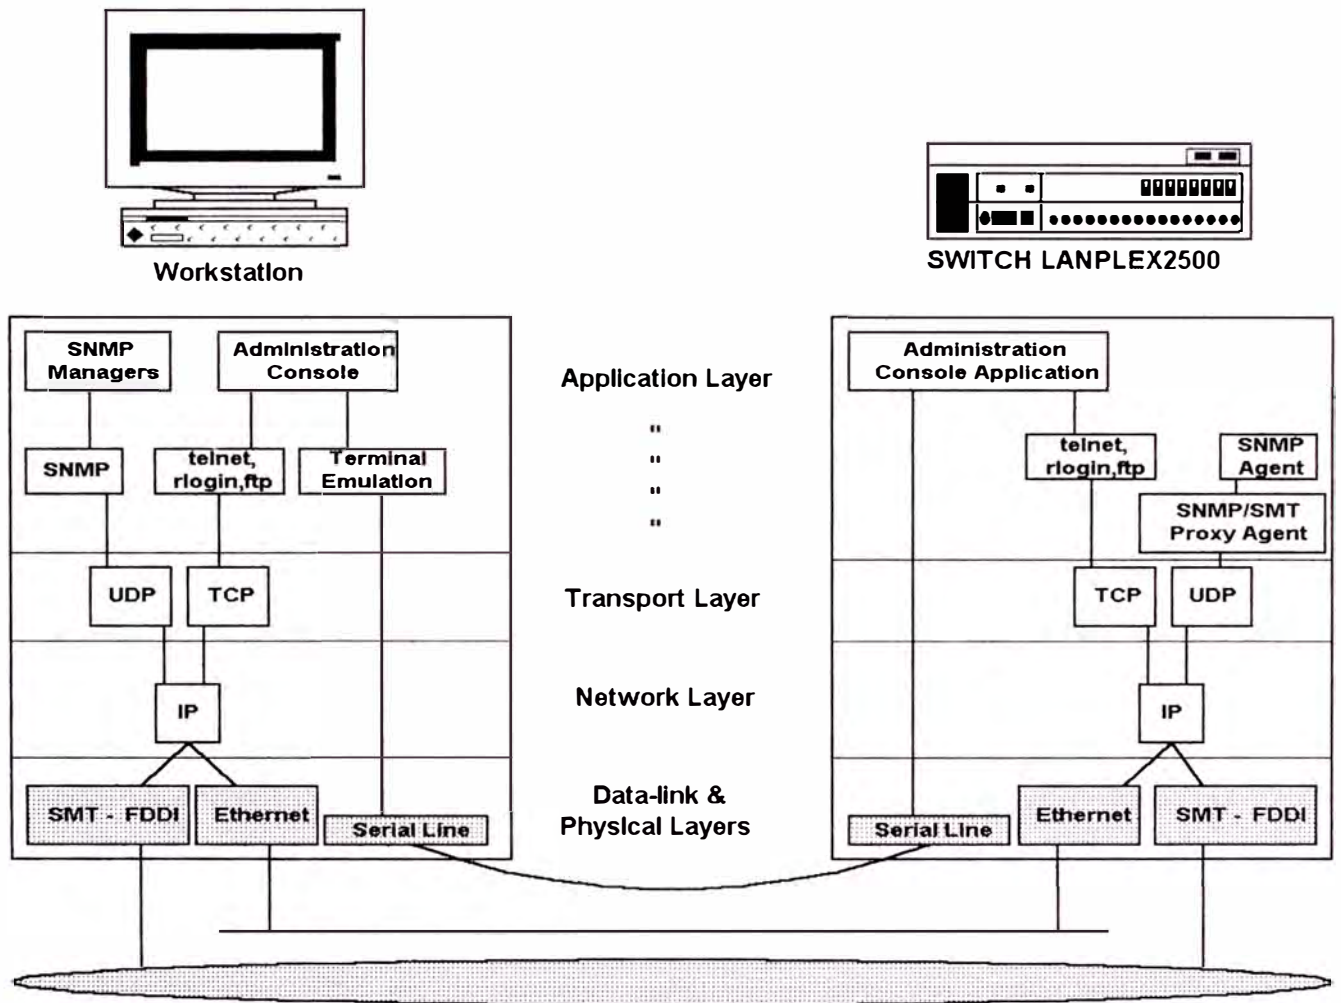 Workstation
SWITCH LANPLEX2500
SNMP
Managers
Administration
Console
SNMP
telnet,
rlogin,ftp
Terminal
Emulation
UDP
TCP
IP
SMT - FDDI
Ethernet
Serial Line
Application Layer
"
"
"
"
Transport Layer
Network Layer
Data-link &
Physical Layers
Administration
Console Application
telnet,
rlogin,ftp
SNMP
Agent
SNMP/SMT
Proxy Agent
TCP
UDP
IP
Serial Line
Ethernet
SMT - FDDI